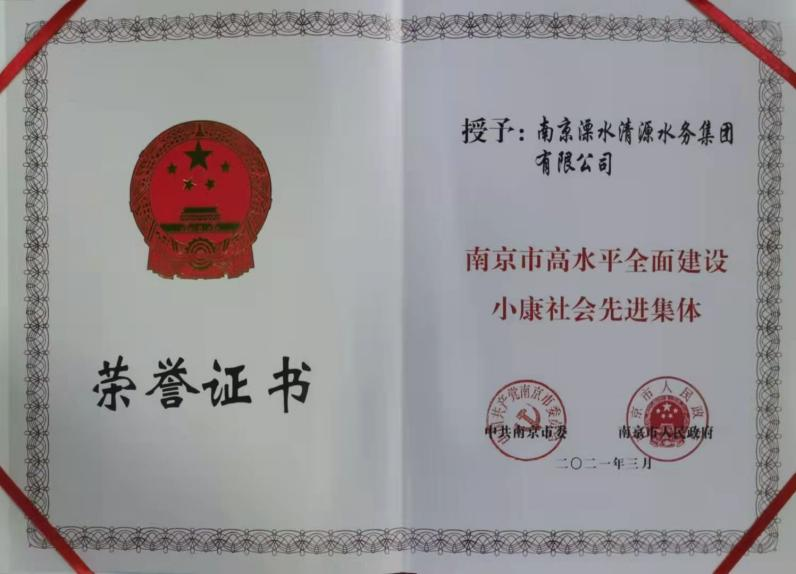 荣誉证书
授予：南京溧水清源水务集团
有限公司
南京市高水平全面建设
小康社会先进集体
中共南京市委
南京市人民政府
二〇二一年三月